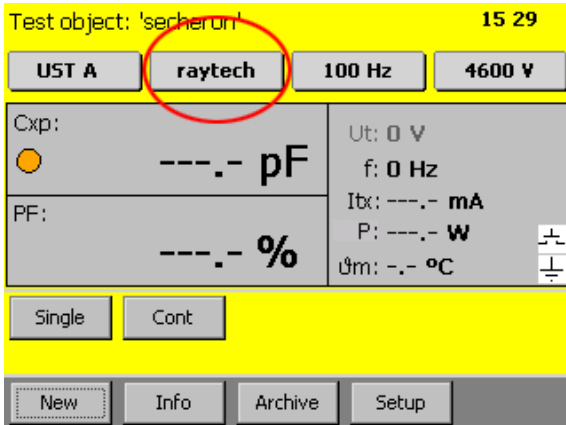 Test object: 'secheron' 15 29
UST A raytech 100 Hz 4600 V
Cxp:
---.- pF
PF:
---.- %
Ut: 0 V
f: 0 Hz
Itx: ---.- mA
P: ---.- W
ϑm: -.- ºC
Single Cont
New Info Archive Setup